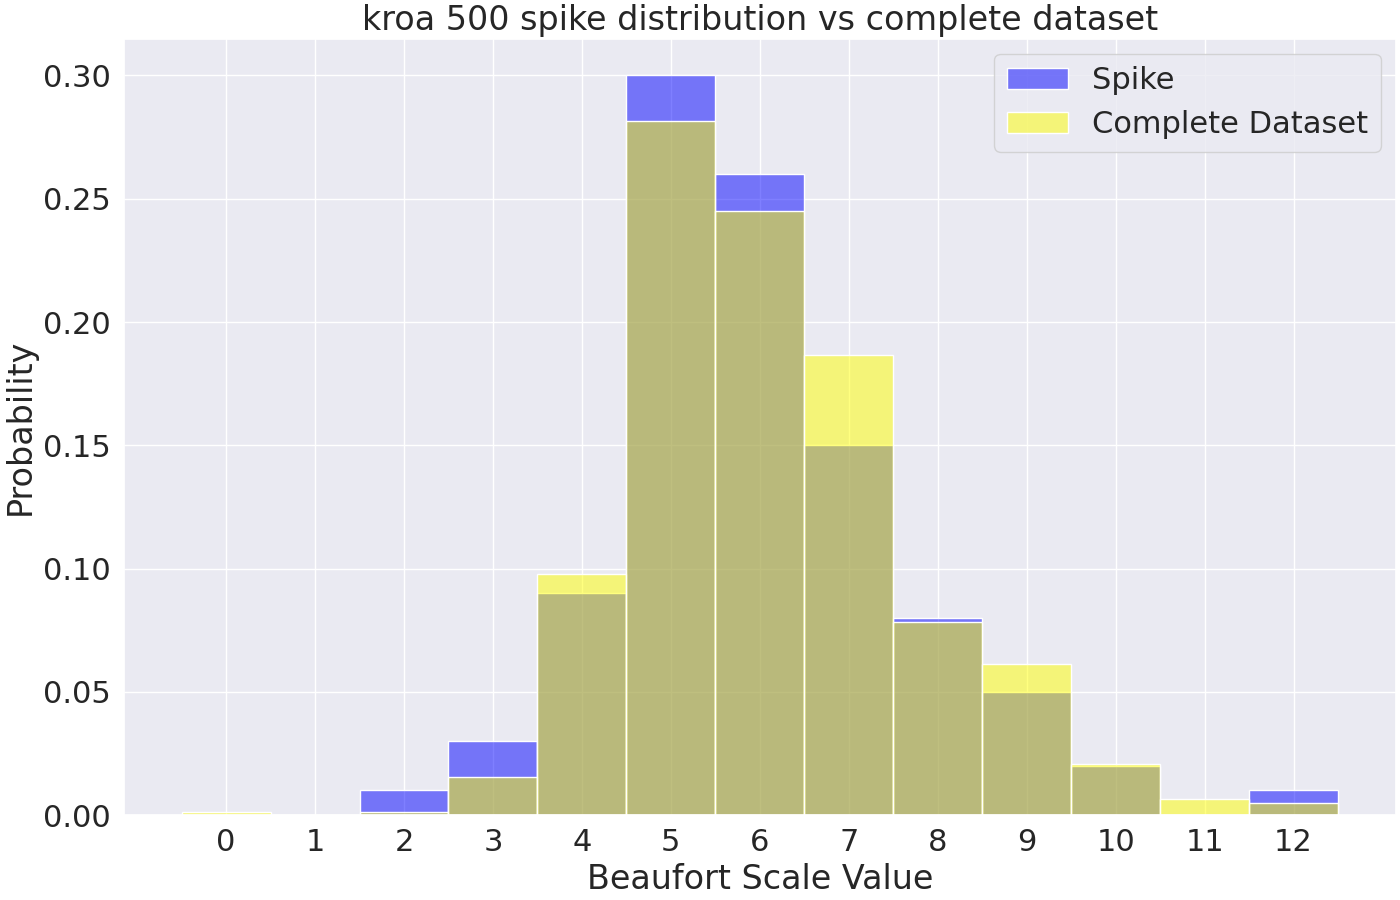 kroa 500 spike distribution vs complete dataset
Spike
Complete Dataset
0.30
0.25
0.20
0.15
0.10
0.05
0.00
Probability
0 1 2 3 4 5 6 7 8 9 10 11 12
Beaufort Scale Value